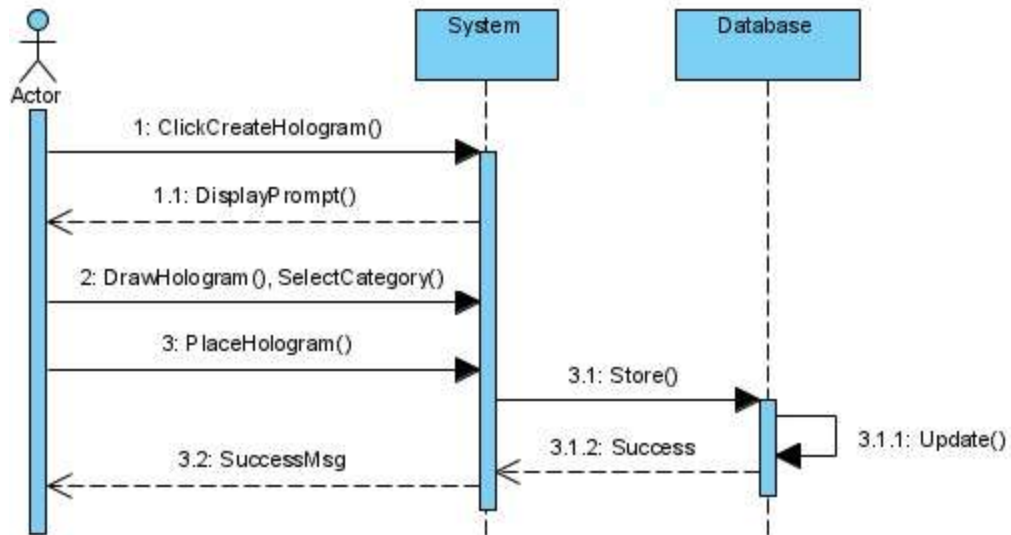 System
Database
Actor
1: ClickCreateHologram()
1.1: DisplayPrompt()
2: DrawHologram(), SelectCategory()
3: PlaceHologram()
3.1: Store()
3.1.1: Update()
3.1.2: Success
3.2: SuccessMsg